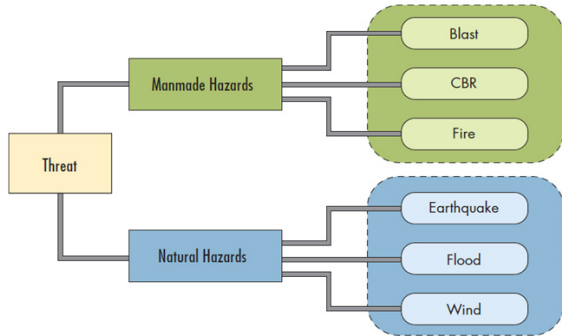 Threat
Manmade Hazards
Blast
CBR
Fire
Natural Hazards
Earthquake
Flood
Wind